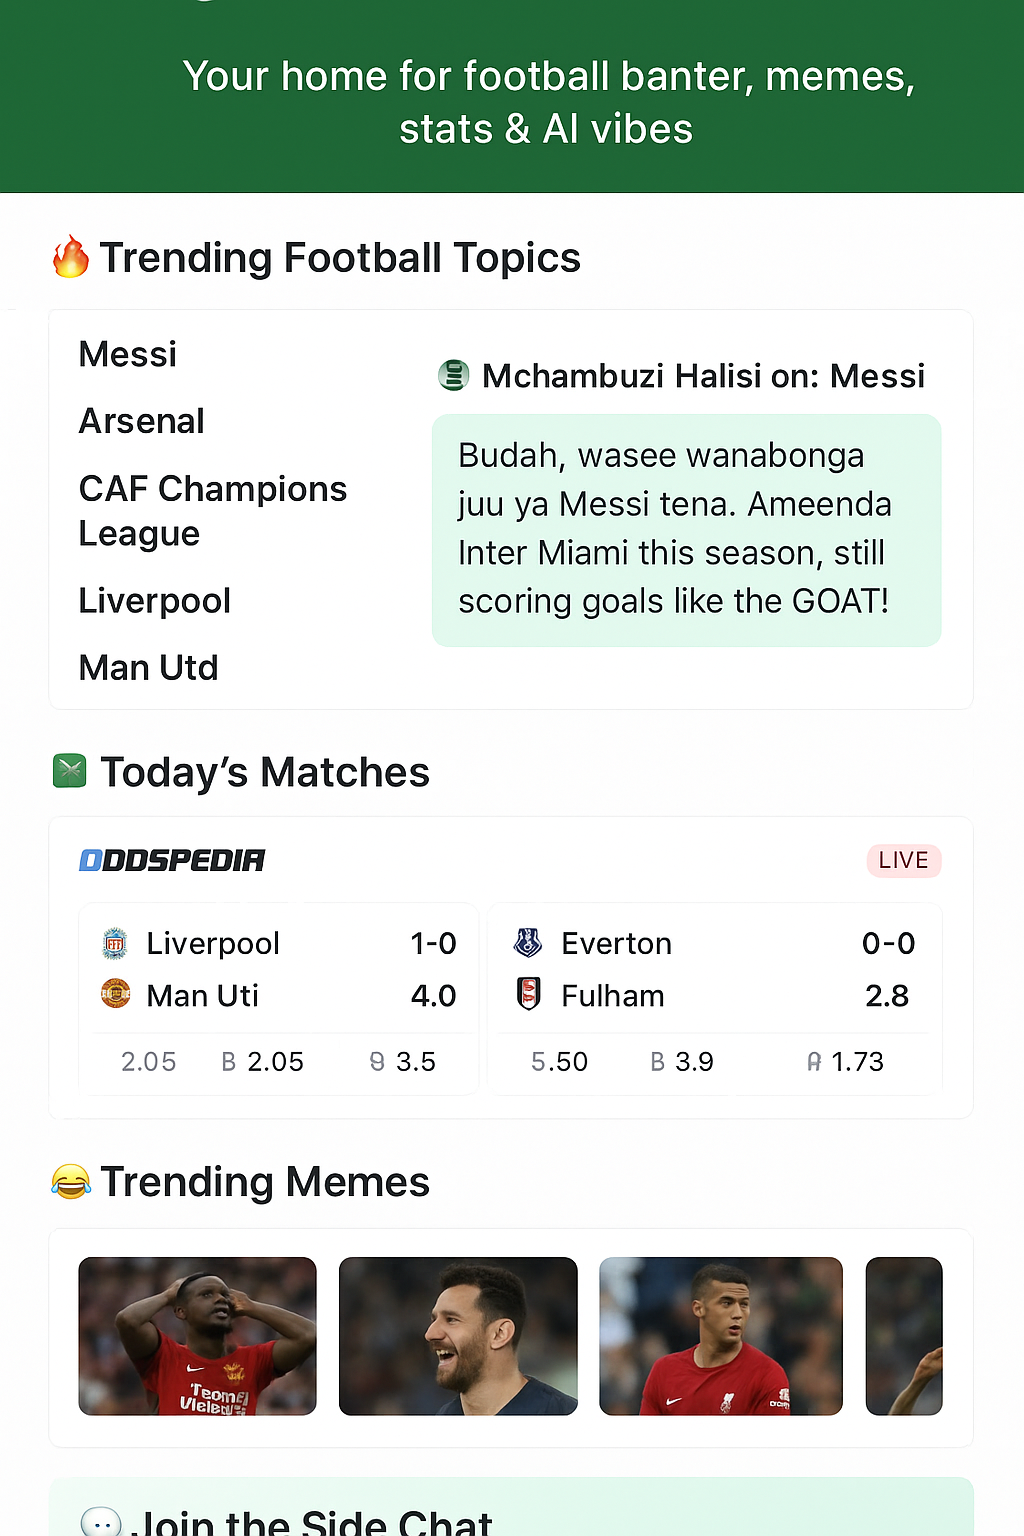 Your home for football banter, memes,
stats & AI vibes
🔥 Trending Football Topics
Messi
Arsenal
CAF Champions
League
Liverpool
Man Utd
Mchambuzi Halisi on: Messi
Budah, wasee wanabonga
juu ya Messi tena. Ameenda
Inter Miami this season, still
scoring goals like the GOAT!
Today’s Matches
ODDSPEDIA
LIVE
Liverpool 1-0
Man Uti 4.0
2.05 B 2.05 3.5
Everton 0-0
Fulham 2.8
5.50 B 3.9 A 1.73
😂 Trending Memes
Join the Side Chat